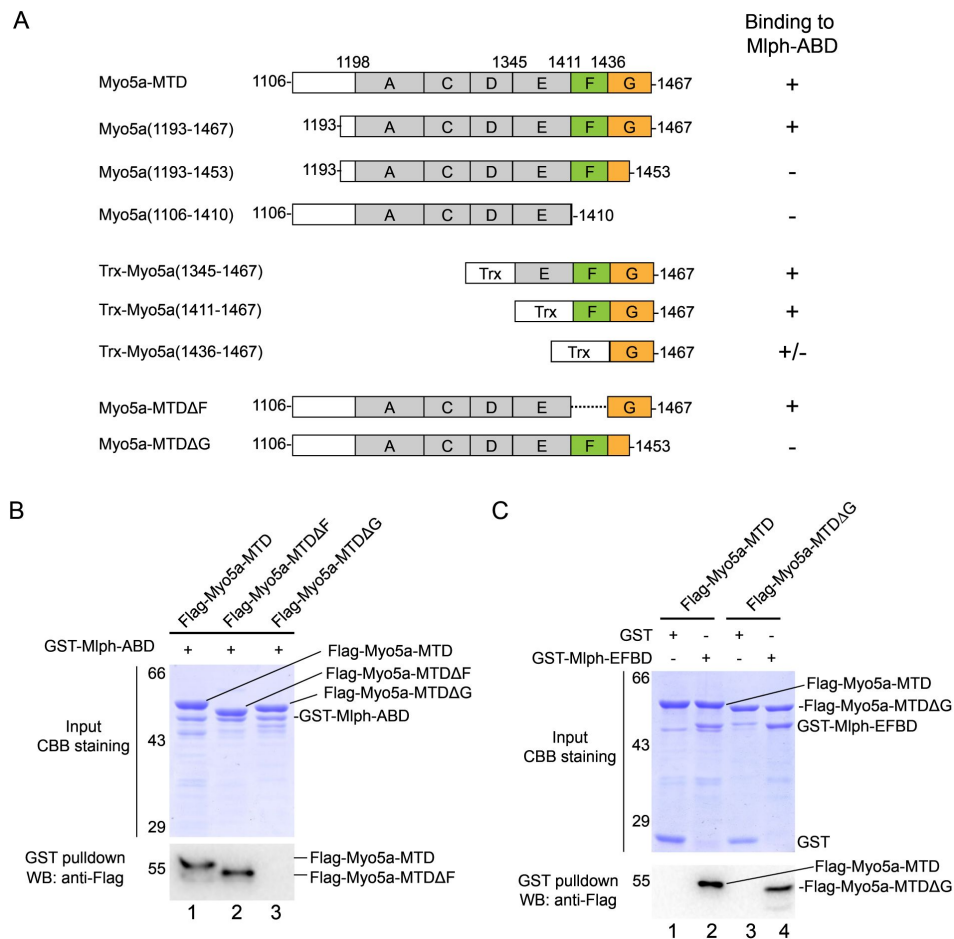 A
Binding to
Mlph-ABD
1198 1345 1411 1436
Myo5a-MTD 1106- A C D E F G -1467 +
Myo5a(1193-1467) 1193- A C D E F G -1467 +
Myo5a(1193-1453) 1193- A C D E F -1453 -
Myo5a(1106-1410) 1106- A C D E -1410 -
Trx-Myo5a(1345-1467) Trx E F G -1467 +
Trx-Myo5a(1411-1467) Trx F G -1467 +
Trx-Myo5a(1436-1467) Trx G -1467 +/-
Myo5a-MTDΔF 1106- A C D E G -1467 +
Myo5a-MTDΔG 1106- A C D E F -1453 -
B
Flag-Myo5a-MTD
Flag-Myo5a-MTDΔF
Flag-Myo5a-MTDΔG
GST-Mlph-ABD + + +
66
Flag-Myo5a-MTD
Flag-Myo5a-MTDΔF
Flag-Myo5a-MTDΔG
-GST-Mlph-ABD
Input
CBB staining
43
29
GST pulldown
WB: anti-Flag
55
Flag-Myo5a-MTD
Flag-Myo5a-MTDΔF
1 2 3
C
Flag-Myo5a-MTD
Flag-Myo5a-MTDΔG
GST + - + -
GST-Mlph-EFBD - + - +
66
Flag-Myo5a-MTD
-Flag-Myo5a-MTDΔG
GST-Mlph-EFBD
Input
CBB staining
43
29
GST
GST pulldown
WB: anti-Flag
55
Flag-Myo5a-MTD
-Flag-Myo5a-MTDΔG
1 2 3 4